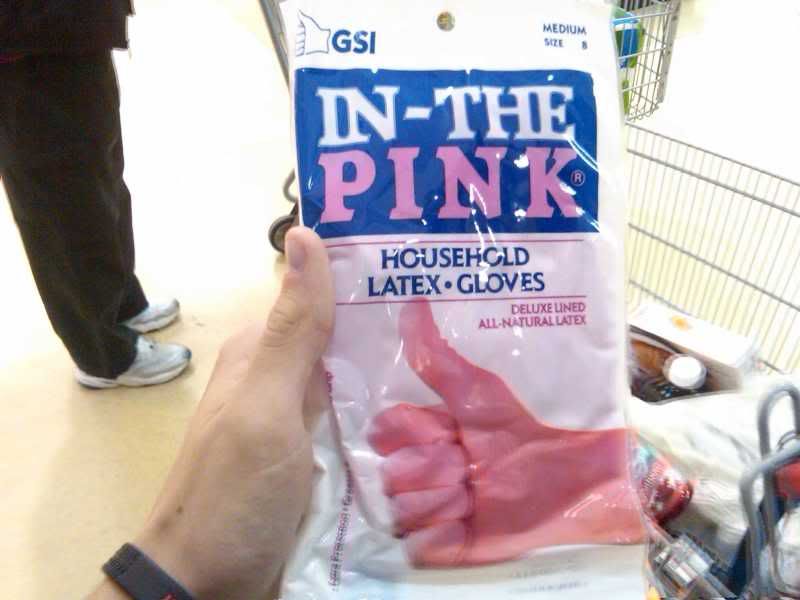 GSI
MEDIUM
SIZE 8
IN-THE
PINK®
HOUSEHOLD
LATEX • GLOVES
DELUXE LINED
ALL-NATURAL LATEX